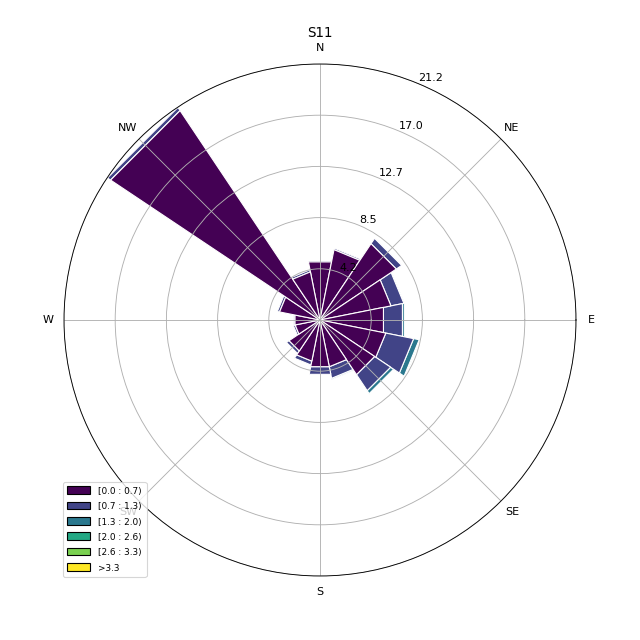 S11
N
21.2
NW
17.0
NE
12.7
8.5
W
E
[0.0 : 0.7)
[0.7 : 1.3)
[1.3 : 2.0)
[2.0 : 2.6)
[2.6 : 3.3)
>3.3
SW
SE
S